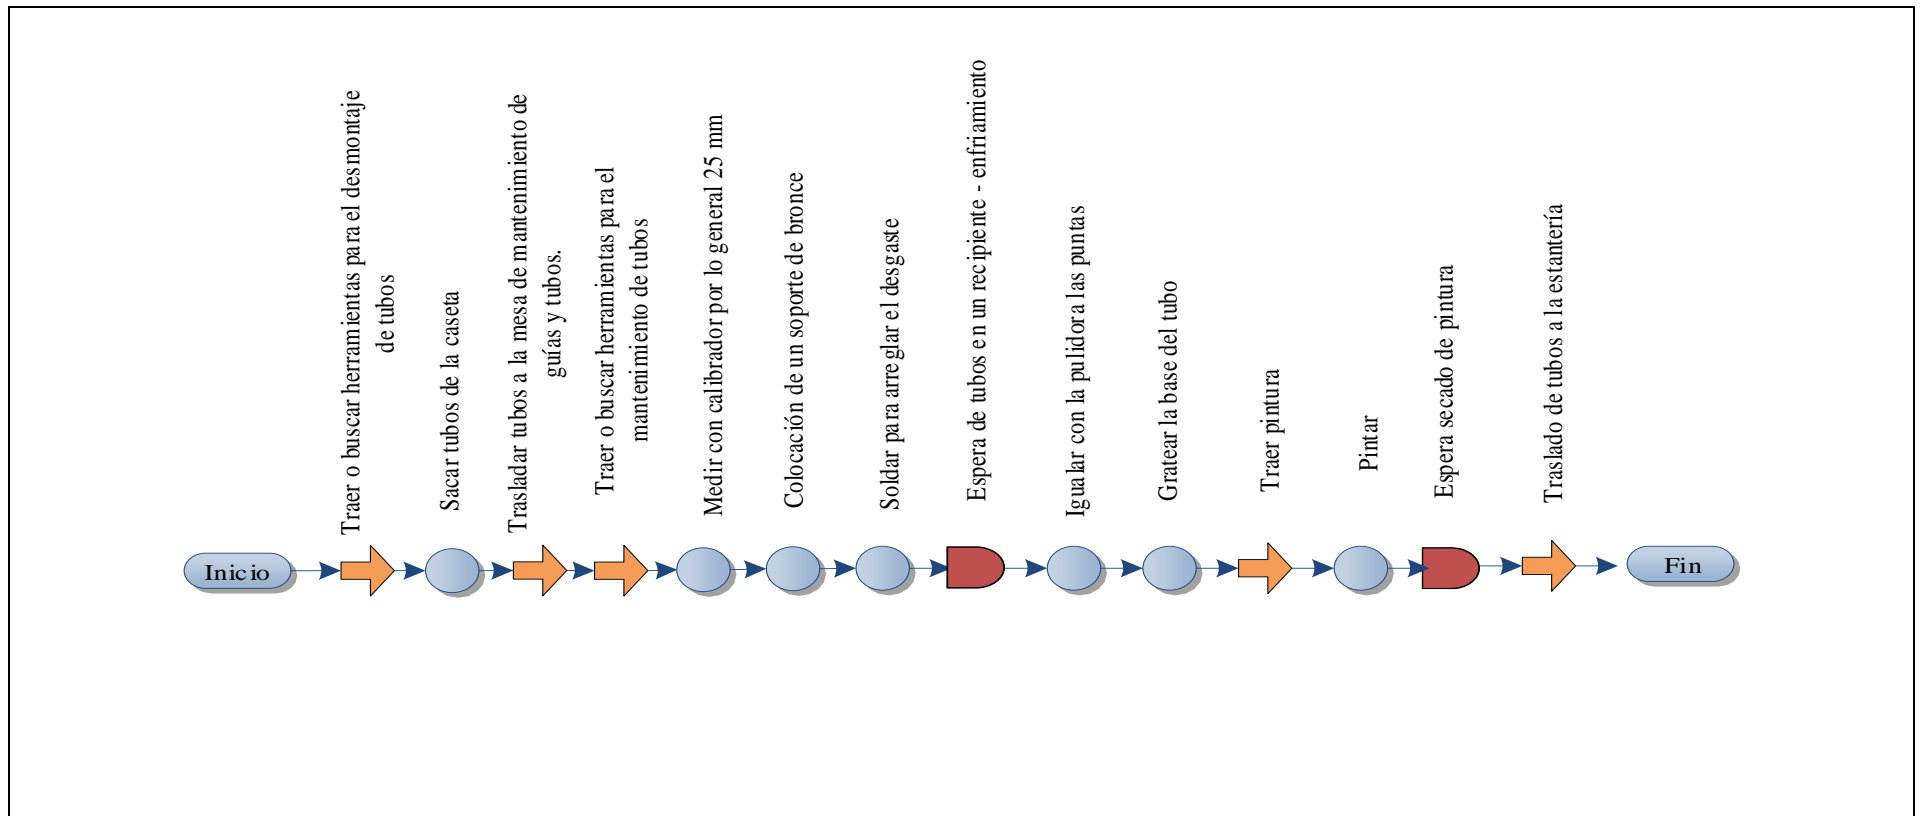 Inicio
Traer o buscar herramientas para el desmontaje
de tubos
Sacar tubos de la caseta
Trasladar tubos a la mesa de mantenimiento de
guías y tubos.
Traer o buscar herramientas para el
mantenimiento de tubos
Medir con calibrador por lo general 25 mm
Colocación de un soporte de bronce
Soldar para arreglar el desgaste
Espera de tubos en un recipiente - enfriamiento
Igualar con la pulidora las puntas
Gratear la base del tubo
Traer pintura
Pintar
Espera secado de pintura
Traslado de tubos a la estantería
Fin